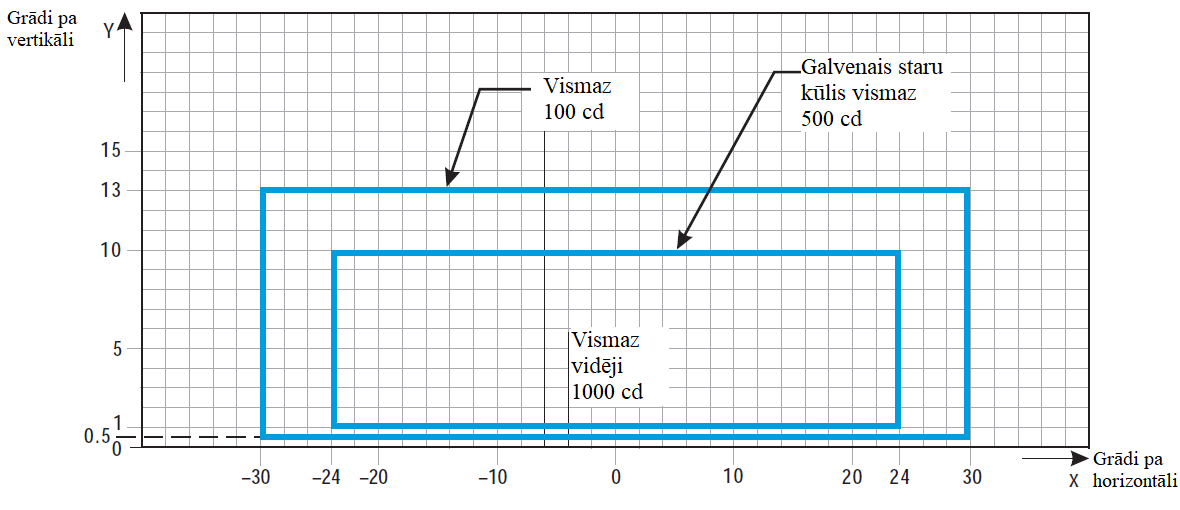 Grādi pa
vertikāli
Y
Vismaz
100 cd
Galvenais staru
kūlis vismaz
500 cd
15
13
10
5
1
0.5
0
Vismaz
vidēji
1000 cd
–30
–24
–20
–10
0
10
20
24
30
X
Grādi pa
horizontāli